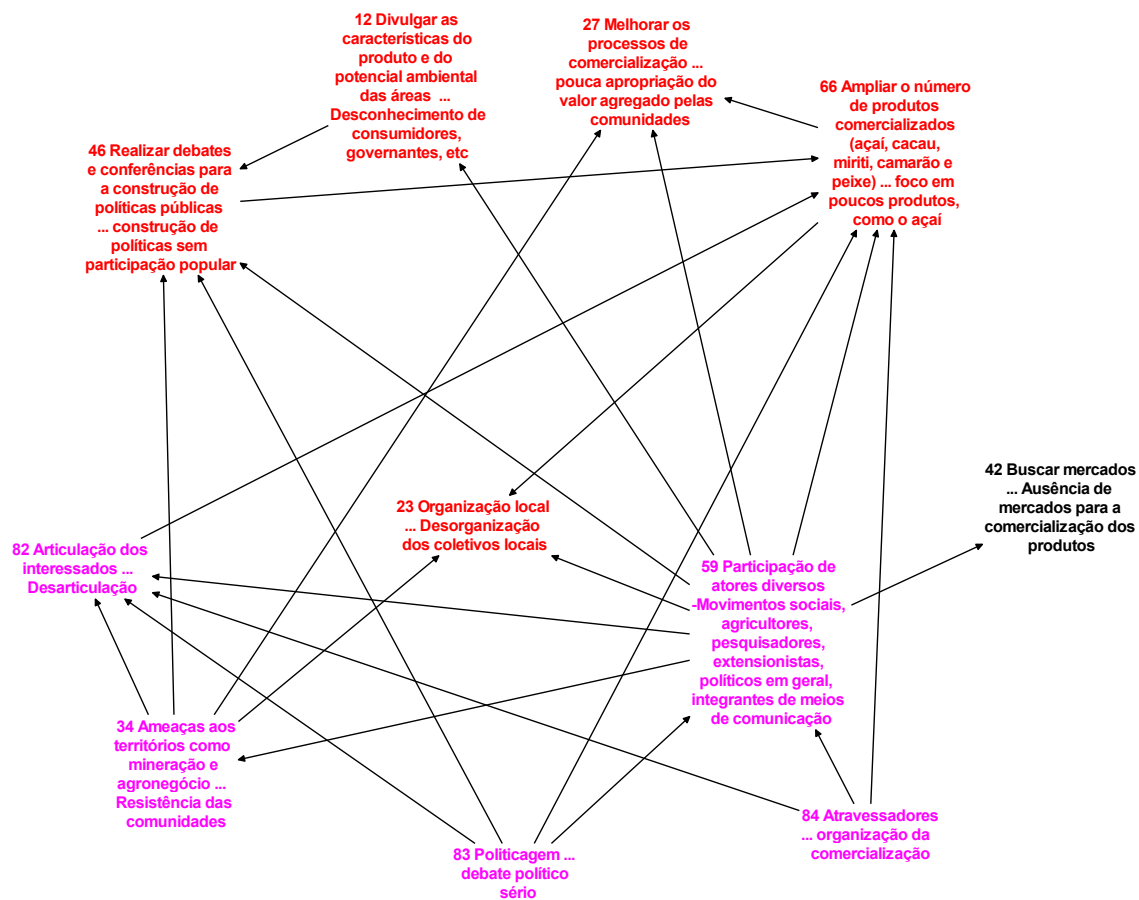 12 Divulgar as
características do
produto e do
potencial ambiental
das áreas ...
Desconhecimento de
consumidores,
governantes, etc
27 Melhorar os
processos de
comercialização ...
pouca apropriação do
valor agregado pelas
comunidades
66 Ampliar o número
de produtos
comercializados
(açaí, cacau,
miriti, camarão e
peixe) ... foco em
poucos produtos,
como o açaí
46 Realizar debates
e conferências para
a construção de
políticas públicas
... construção de
políticas sem
participação popular
42 Buscar mercados
... Ausência de
mercados para a
comercialização dos
produtos
23 Organização local
... Desorganização
dos coletivos locais
82 Articulação dos
interessados ...
Desarticulação
59 Participação de
atores diversos
-Movimentos sociais,
agricultores,
pesquisadores,
extensionistas,
políticos em geral,
integrantes de meios
de comunicação
34 Ameaças aos
territórios como
mineração e
agronegócio ...
Resistência das
comunidades
84 Atravessadores
... organização da
comercialização
83 Politicagem ...
debate político
sério